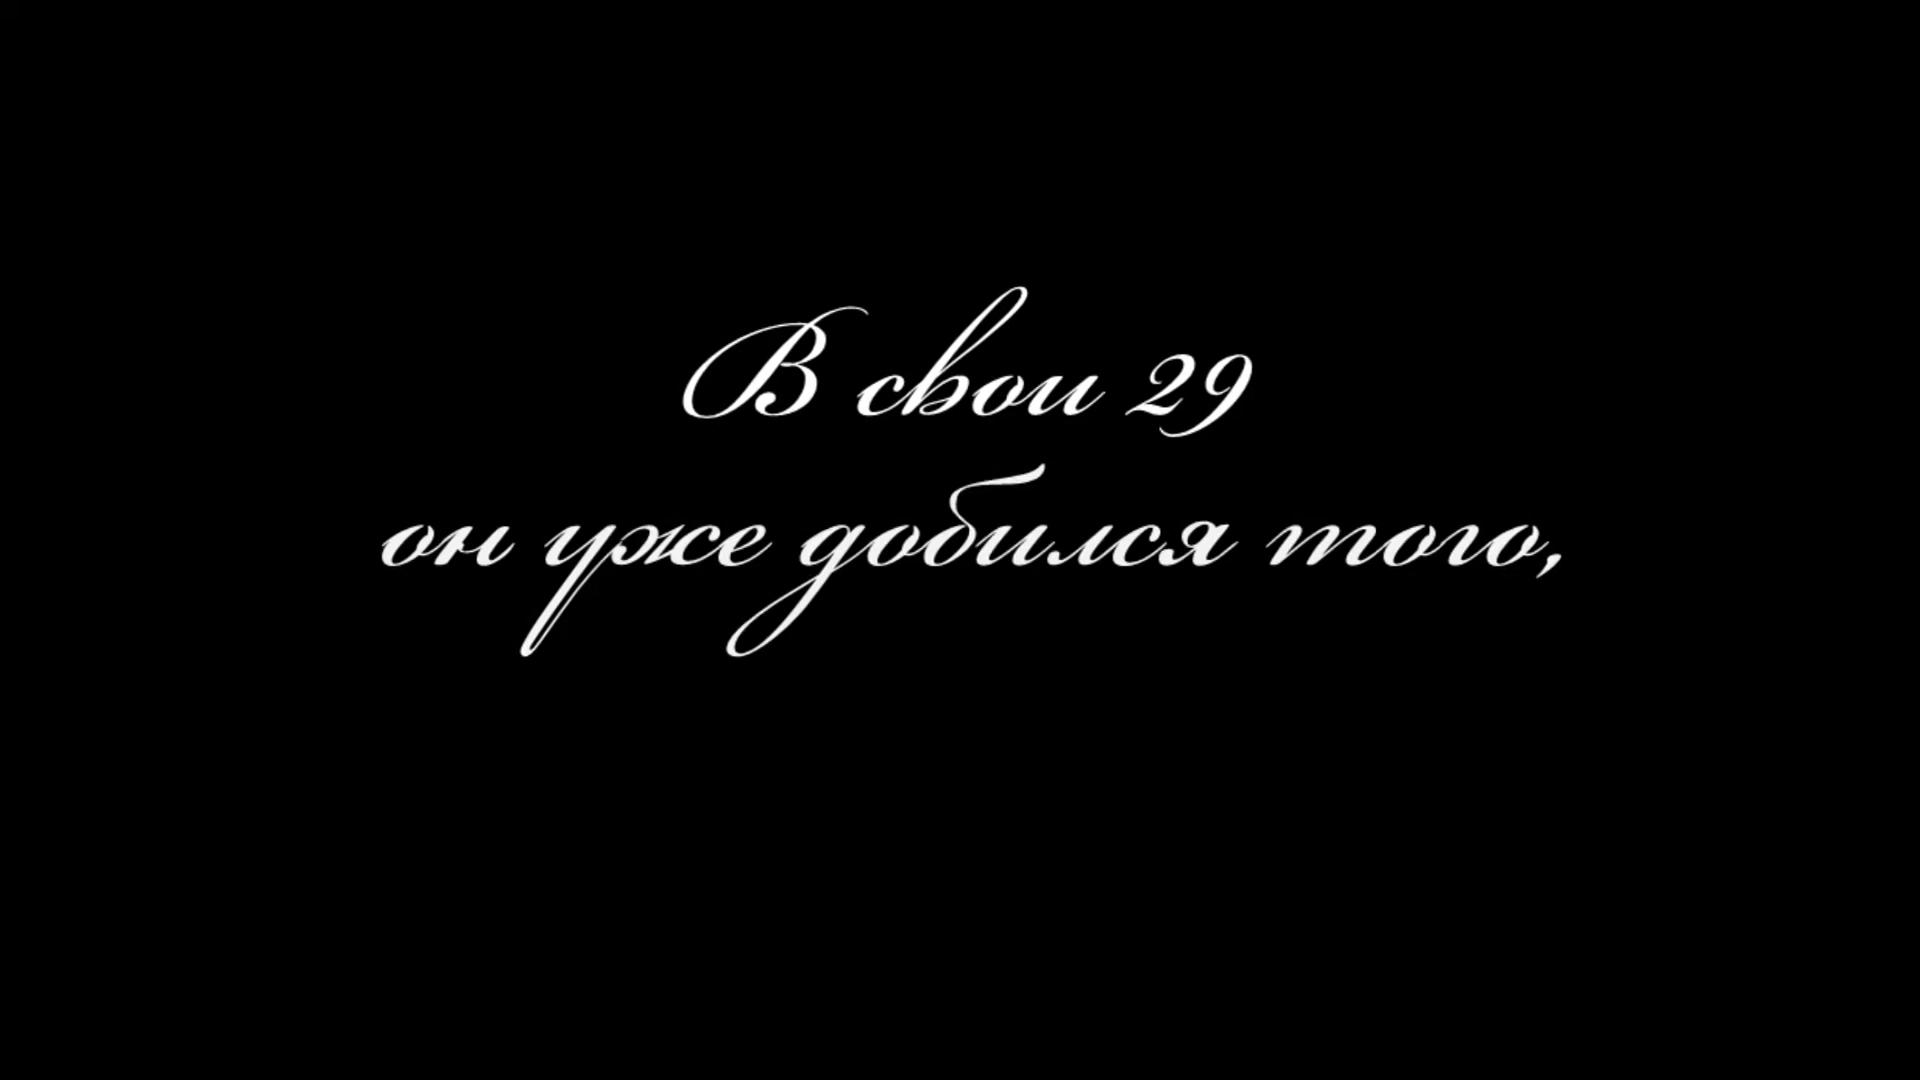 В свои 29
он уже добился того,